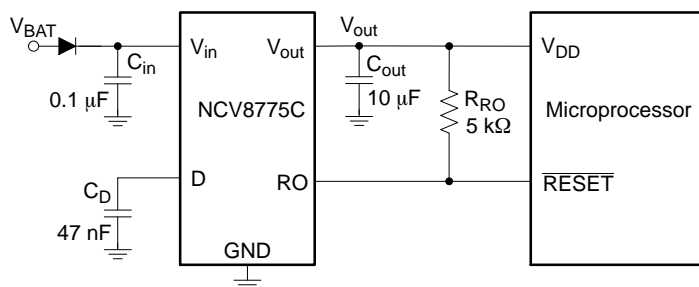 VBAT
Cin
0.1 μF
Vin
Vout
NCV8775C
D
RO
GND
CD
47 nF
Vout
Cout
10 μF
RRO
5 kΩ
VDD
Microprocessor
RESET